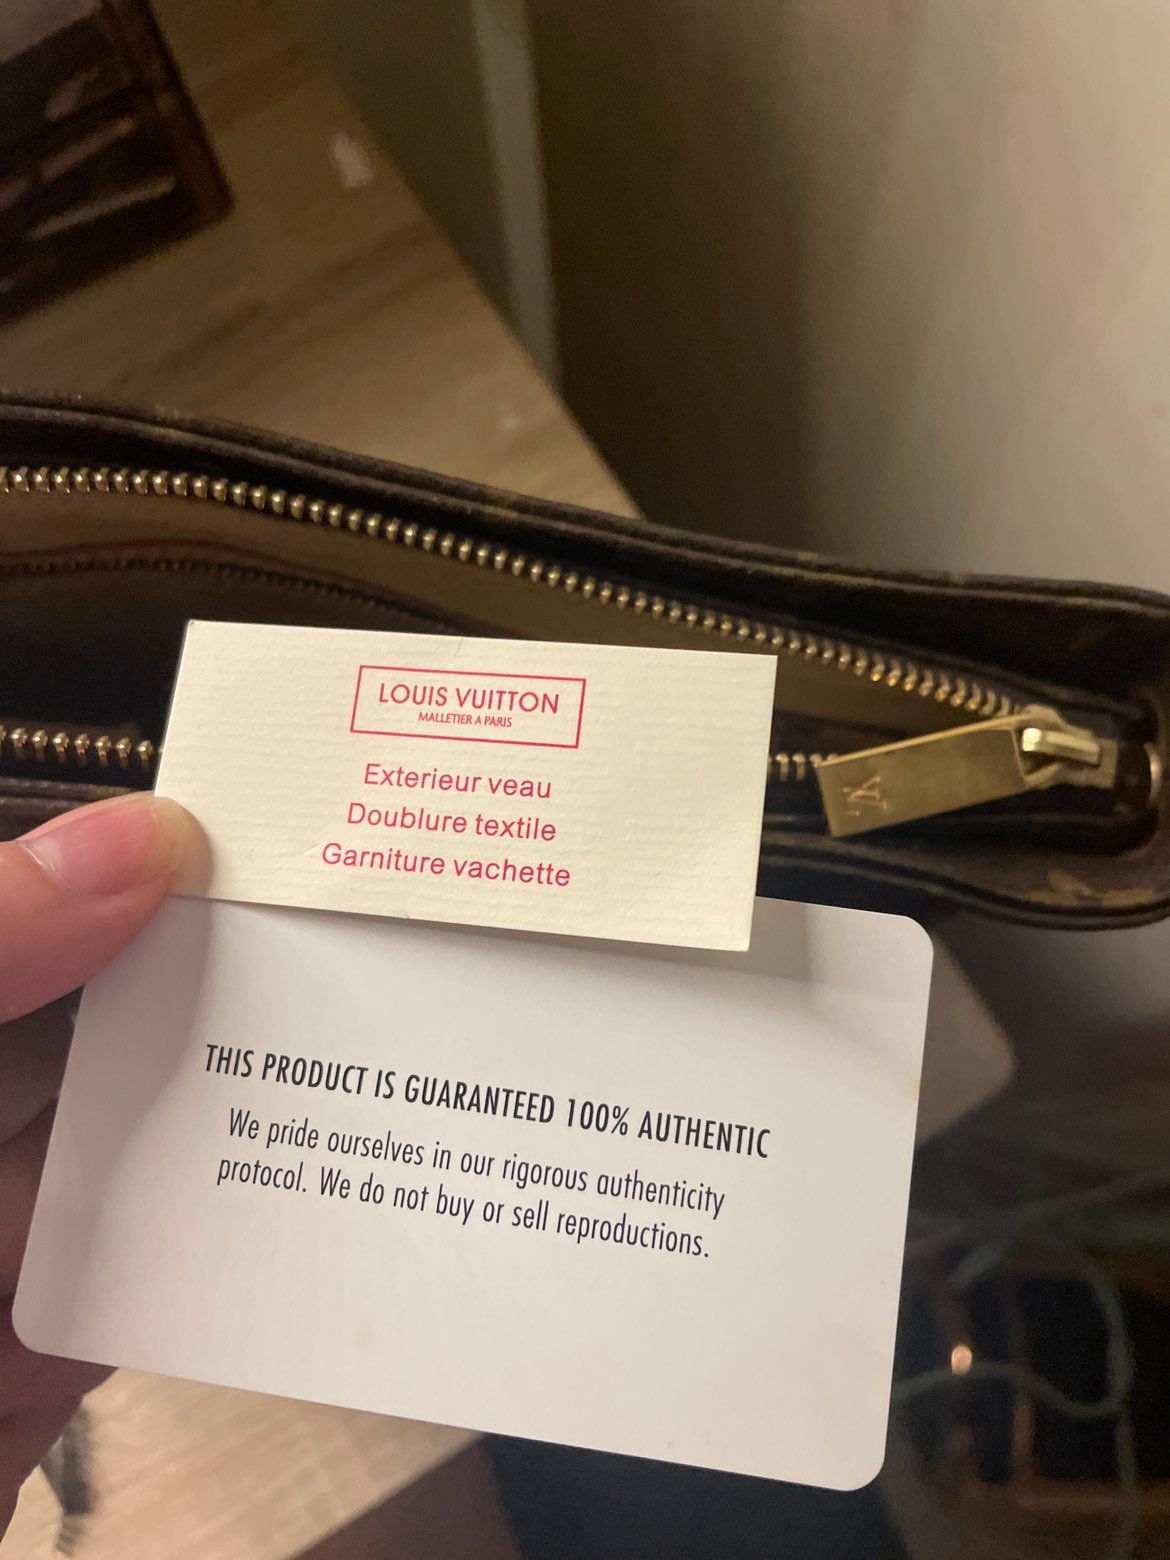 LOUIS VUITTON
MALLETIER A PARIS
Exterieur veau
Doublure textile
Garniture vachette
LV
THIS PRODUCT IS GUARANTEED 100% AUTHENTIC
We pride ourselves in our rigorous authenticity
protocol. We do not buy or sell reproductions.